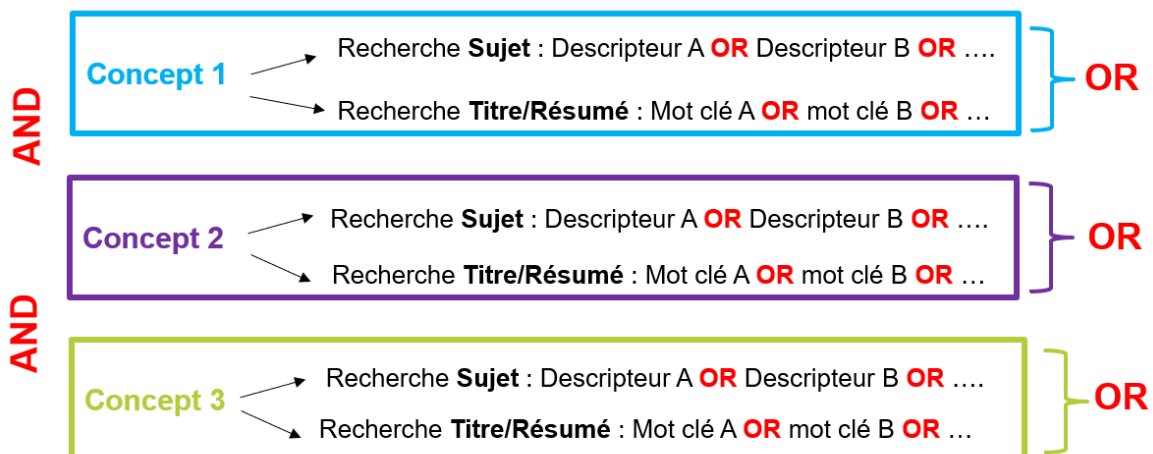 Recherche Sujet : Descripteur A OR Descripteur B OR ….
Concept 1
OR
Recherche Titre/Résumé : Mot clé A OR mot clé B OR …
AND
Recherche Sujet : Descripteur A OR Descripteur B OR ….
Concept 2
OR
Recherche Titre/Résumé : Mot clé A OR mot clé B OR …
AND
Recherche Sujet : Descripteur A OR Descripteur B OR ….
Concept 3
OR
Recherche Titre/Résumé : Mot clé A OR mot clé B OR …